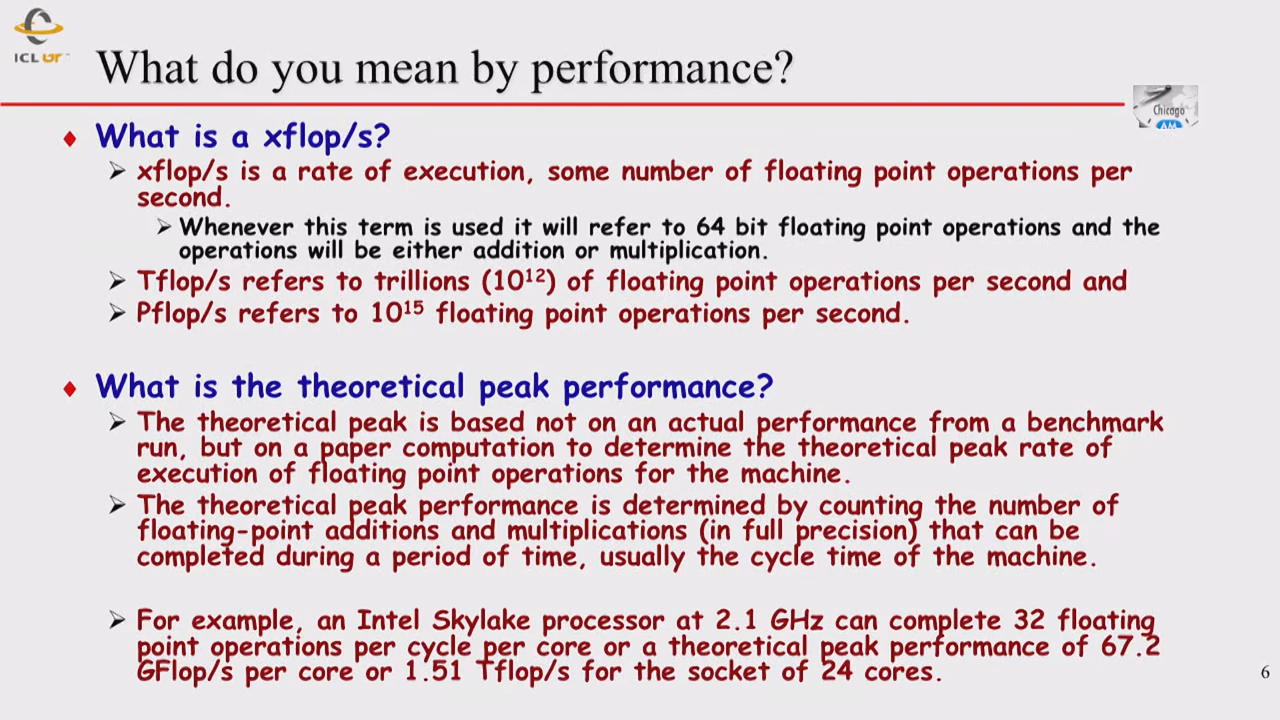 ICL UT
What do you mean by performance?
Chicago
AM
♦ What is a xflop/s?
➢ xflop/s is a rate of execution, some number of floating point operations per
second.
➢ Whenever this term is used it will refer to 64 bit floating point operations and the
operations will be either addition or multiplication.
➢ Tflop/s refers to trillions (10¹²) of floating point operations per second and
➢ Pflop/s refers to 10¹⁵ floating point operations per second.
♦ What is the theoretical peak performance?
➢ The theoretical peak is based not on an actual performance from a benchmark
run, but on a paper computation to determine the theoretical peak rate of
execution of floating point operations for the machine.
➢ The theoretical peak performance is determined by counting the number of
floating-point additions and multiplications (in full precision) that can be
completed during a period of time, usually the cycle time of the machine.
➢ For example, an Intel Skylake processor at 2.1 GHz can complete 32 floating
point operations per cycle per core or a theoretical peak performance of 67.2
GFlop/s per core or 1.51 Tflop/s for the socket of 24 cores.
6